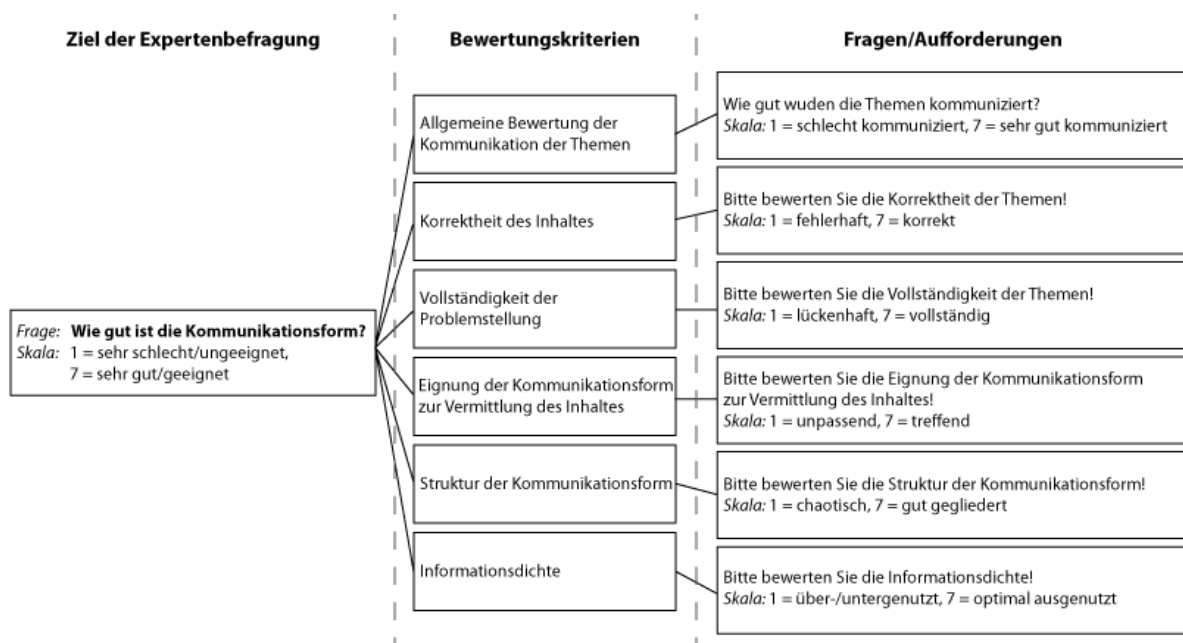 Ziel der Expertenbefragung
Bewertungskriterien
Fragen/Aufforderungen
Frage: Wie gut ist die Kommunikationsform?
Skala: 1 = sehr schlecht/ungeeignet,
7 = sehr gut/geeignet
Allgemeine Bewertung der
Kommunikation der Themen
Korrektheit des Inhaltes
Vollständigkeit der
Problemstellung
Eignung der Kommunikationsform
zur Vermittlung des Inhaltes
Struktur der Kommunikationsform
Informationsdichte
Wie gut wuden die Themen kommuniziert?
Skala: 1 = schlecht kommuniziert, 7 = sehr gut kommuniziert
Bitte bewerten Sie die Korrektheit der Themen!
Skala: 1 = fehlerhaft, 7 = korrekt
Bitte bewerten Sie die Vollständigkeit der Themen!
Skala: 1 = lückenhaft, 7 = vollständig
Bitte bewerten Sie die Eignung der Kommunikationsform
zur Vermittlung des Inhaltes!
Skala: 1 = unpassend, 7 = treffend
Bitte bewerten Sie die Struktur der Kommunikationsform!
Skala: 1 = chaotisch, 7 = gut gegliedert
Bitte bewerten Sie die Informationsdichte!
Skala: 1 = über-/untergenutzt, 7 = optimal ausgenutzt